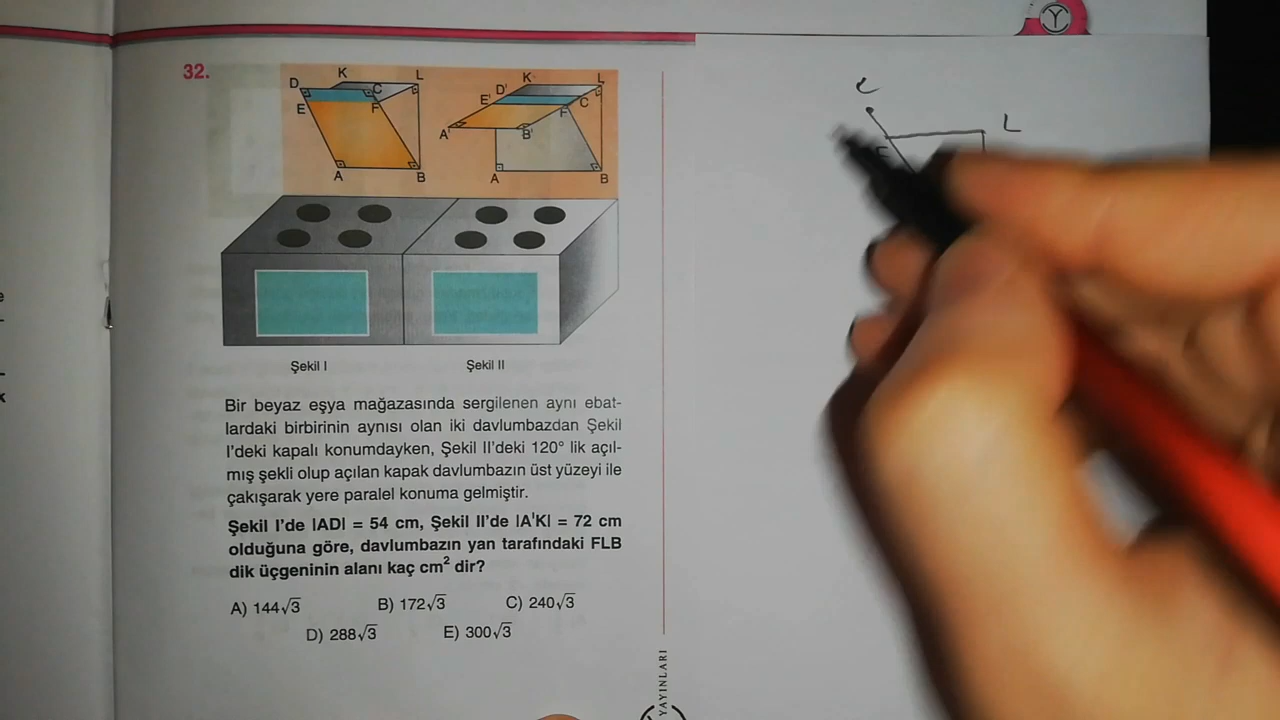 32.
D K C L
E F
A B
K L
D' E' C
F
A' B'
A B
Şekil I Şekil II
Bir beyaz eşya mağazasında sergilenen aynı ebat-
lardaki birbirinin aynısı olan iki davlumbazdan Şekil
I'deki kapalı konumdayken, Şekil II'deki 120° lik açıl-
mış şekli olup açılan kapak davlumbazın üst yüzeyi ile
çakışarak yere paralel konuma gelmiştir.
Şekil I'de |AD| = 54 cm, Şekil II'de |A'K| = 72 cm
olduğuna göre, davlumbazın yan tarafındaki FLB
dik üçgeninin alanı kaç cm² dir?
A) 144√3 B) 172√3 C) 240√3
D) 288√3 E) 300√3
YAYINLARI
Y
L